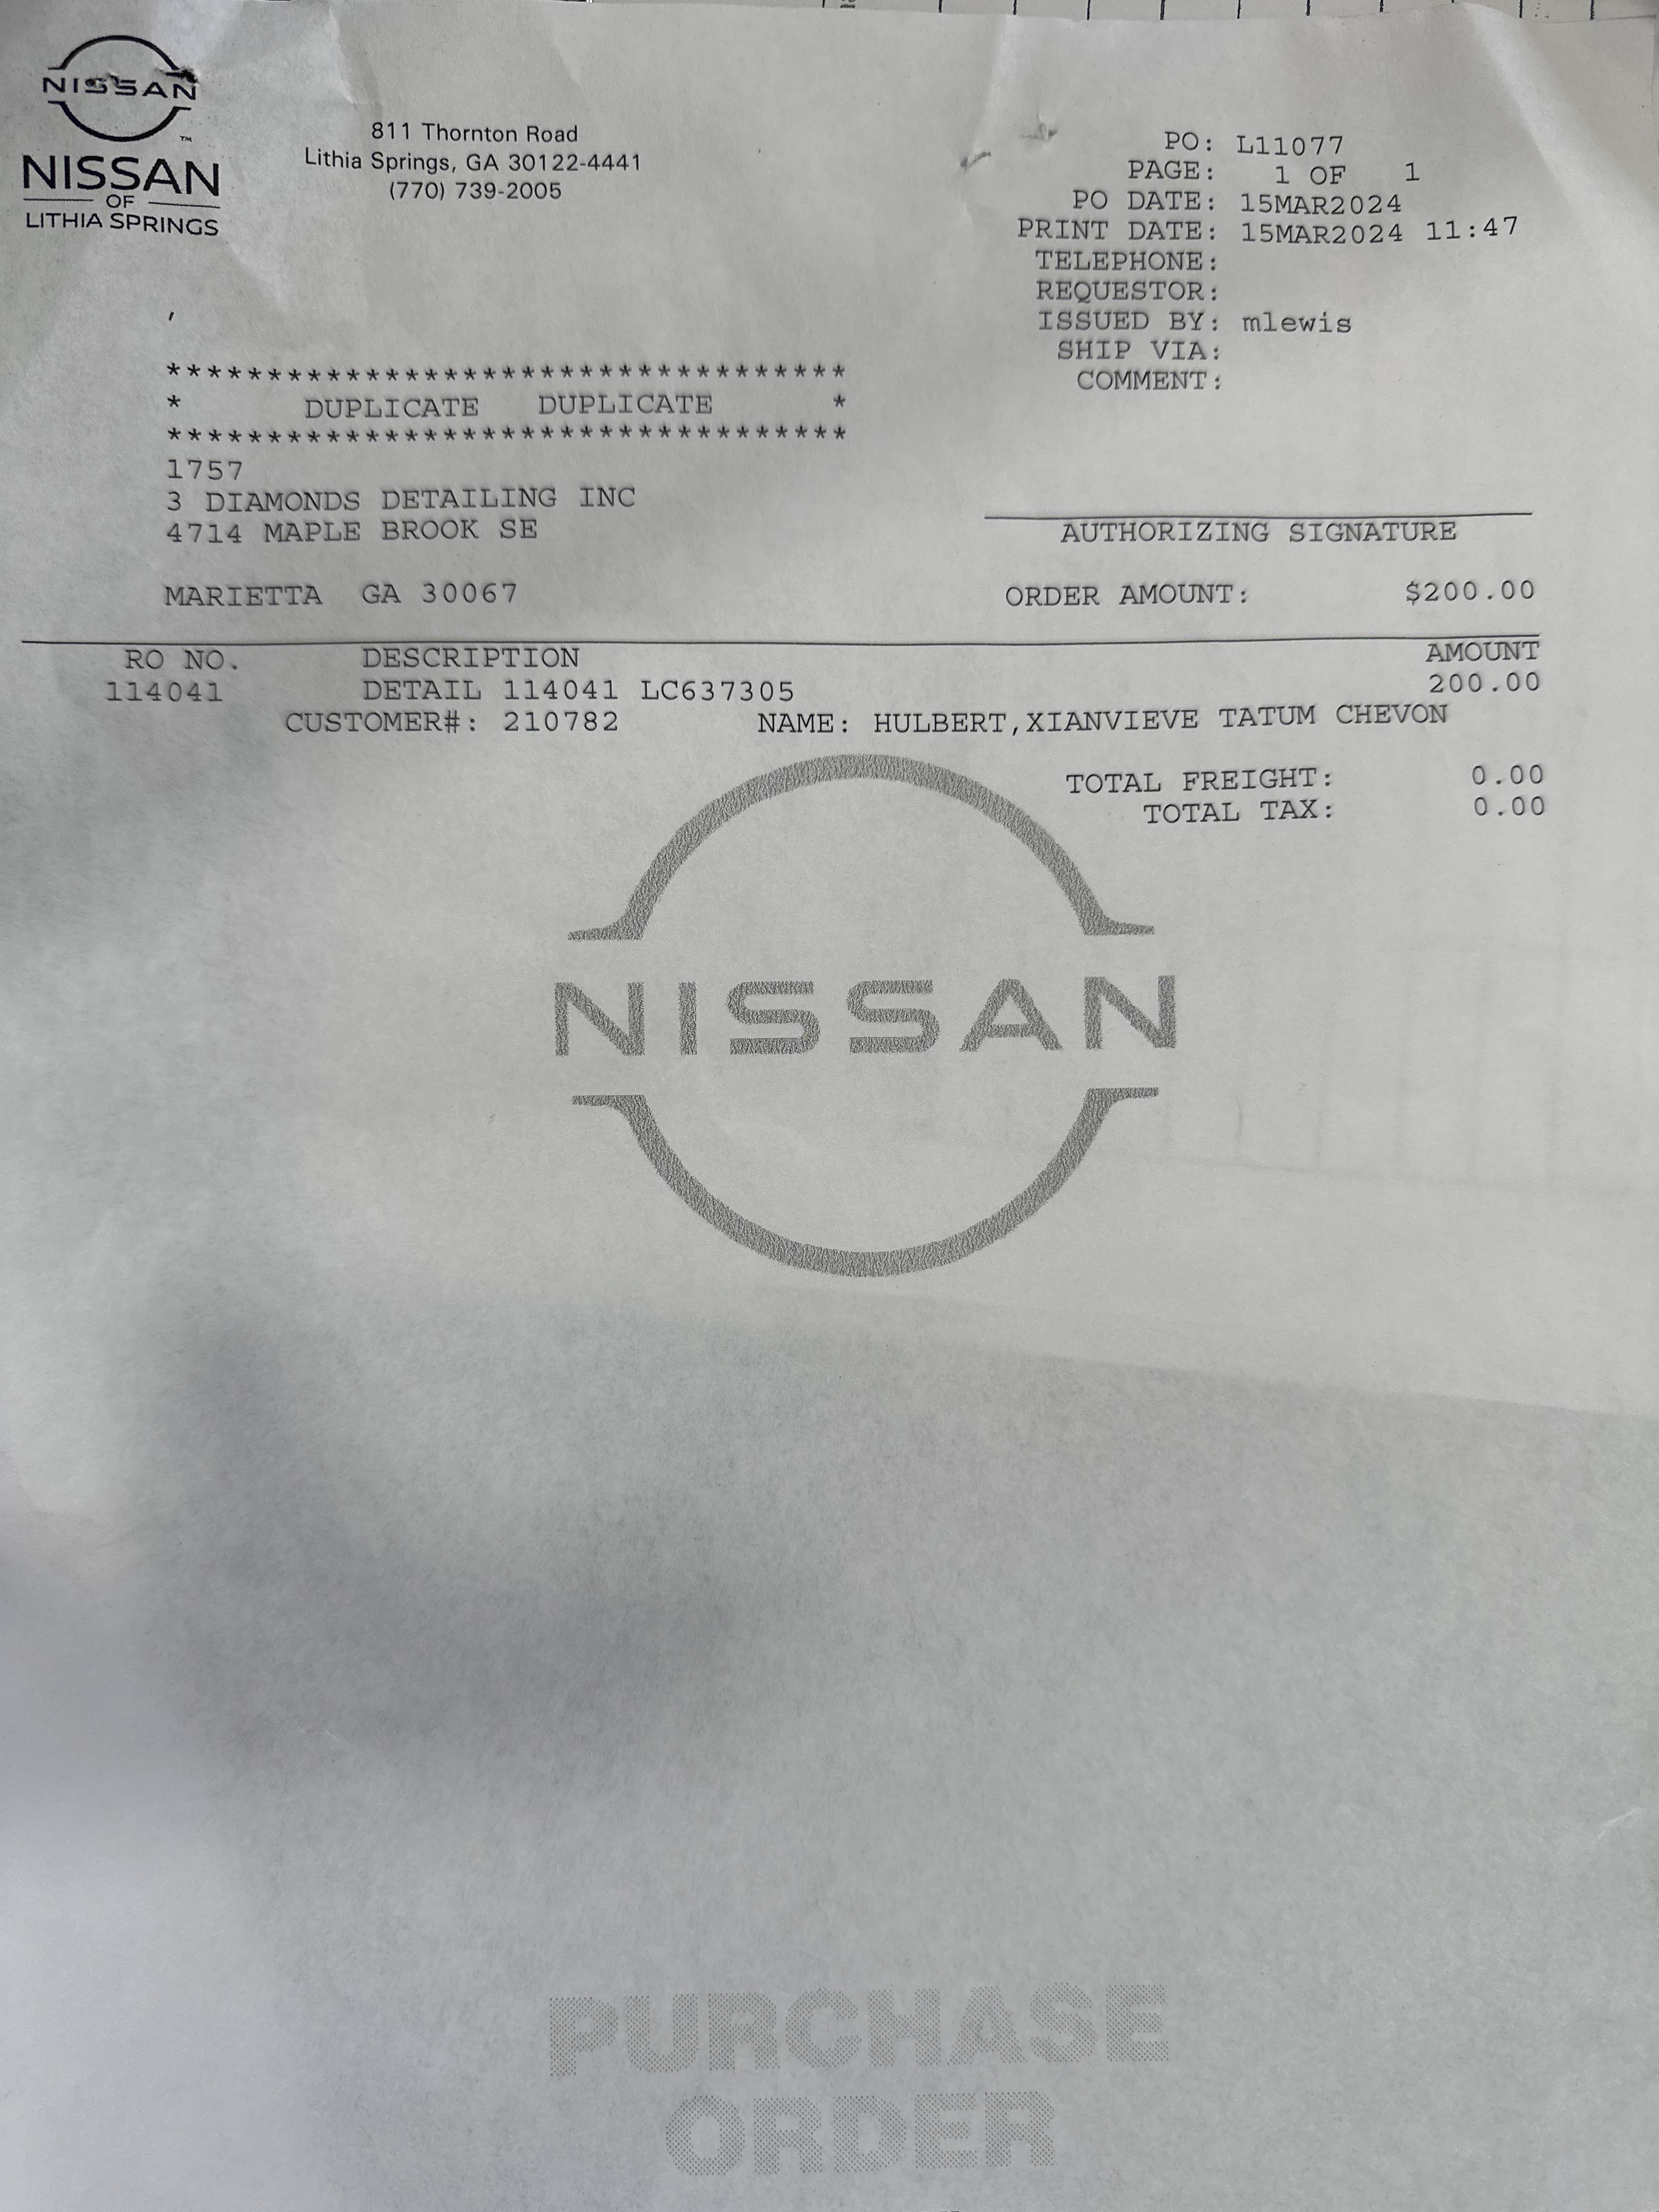 NISSAN
NISSAN
OF
LITHIA SPRINGS
811 Thornton Road
Lithia Springs, GA 30122-4441
(770) 739-2005
PO: L11077
PAGE: 1 OF 1
PO DATE: 15MAR2024
PRINT DATE: 15MAR2024 11:47
TELEPHONE:
REQUESTOR:
ISSUED BY: mlewis
SHIP VIA:
COMMENT:
,
***********************************
* DUPLICATE DUPLICATE *
***********************************
1757
3 DIAMONDS DETAILING INC
4714 MAPLE BROOK SE
MARIETTA GA 30067
AUTHORIZING SIGNATURE
ORDER AMOUNT: $200.00
RO NO. DESCRIPTION AMOUNT
114041 DETAIL 114041 LC637305 200.00
CUSTOMER#: 210782 NAME: HULBERT,XIANVIEVE TATUM CHEVON
TOTAL FREIGHT: 0.00
TOTAL TAX: 0.00
NISSAN
PURCHASE
ORDER